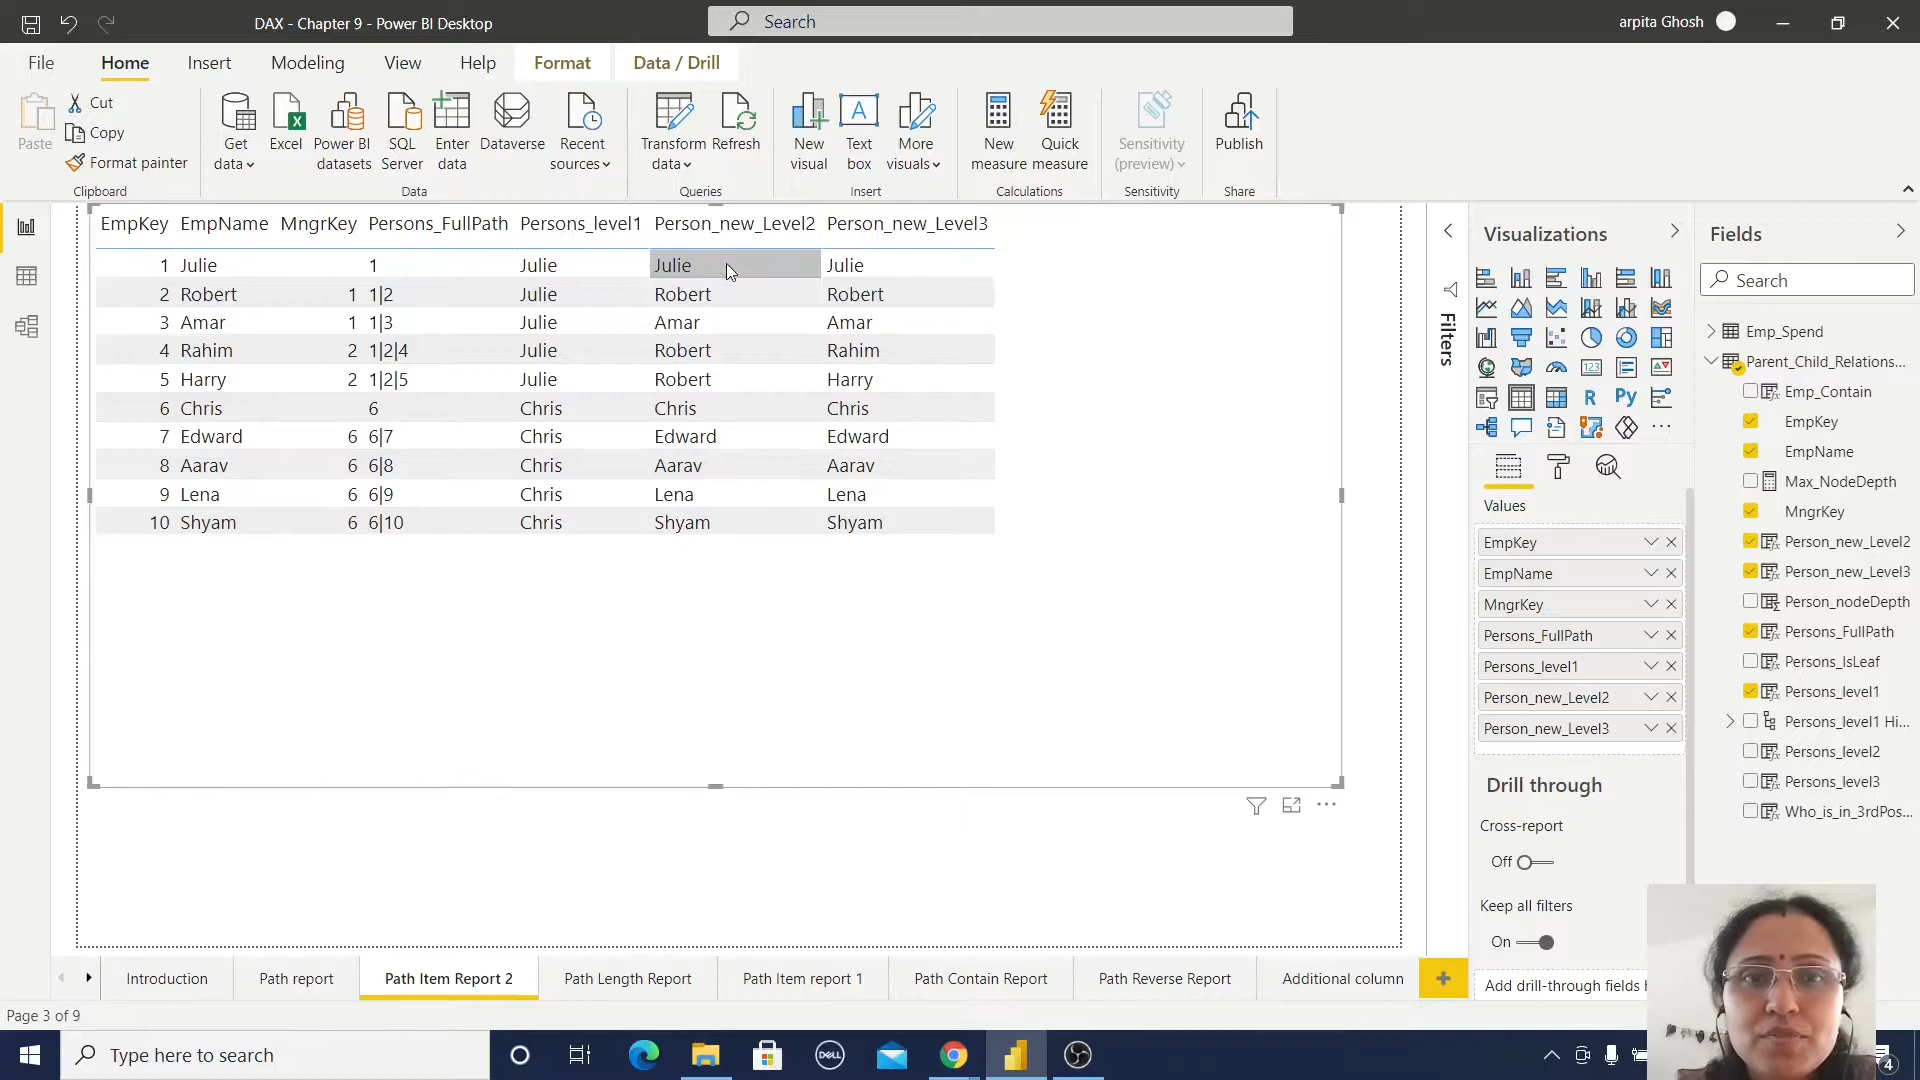 DAX - Chapter 9 - Power BI Desktop
Search
arpita Ghosh
File Home Insert Modeling View Help Format Data / Drill
Paste
Cut
Copy
Format painter
Clipboard
Get data
Excel
Power BI datasets
SQL Server
Enter data
Dataverse
Recent sources
Data
Transform data
Refresh
Queries
New visual
Text box
More visuals
Insert
New measure
Quick measure
Calculations
Sensitivity (preview)
Sensitivity
Publish
Share
EmpKey EmpName MngrKey Persons_FullPath Persons_level1 Person_new_Level2 Person_new_Level3
1 Julie 1 Julie Julie Julie
2 Robert 1 1|2 Julie Robert Robert
3 Amar 1 1|3 Julie Amar Amar
4 Rahim 2 1|2|4 Julie Robert Rahim
5 Harry 2 1|2|5 Julie Robert Harry
6 Chris 6 Chris Chris Chris
7 Edward 6 6|7 Chris Edward Edward
8 Aarav 6 6|8 Chris Aarav Aarav
9 Lena 6 6|9 Chris Lena Lena
10 Shyam 6 6|10 Chris Shyam Shyam
Filters
Visualizations
R
Py
Values
EmpKey
EmpName
MngrKey
Persons_FullPath
Persons_level1
Person_new_Level2
Person_new_Level3
Drill through
Cross-report
Off
Keep all filters
On
Add drill-through fields
Fields
Search
Emp_Spend
Parent_Child_Relations...
Emp_Contain
EmpKey
EmpName
Max_NodeDepth
MngrKey
Person_new_Level2
Person_new_Level3
Person_nodeDepth
Persons_FullPath
Persons_IsLeaf
Persons_level1
Persons_level1 Hi...
Persons_level2
Persons_level3
Who_is_in_3rdPos...
Introduction Path report Path Item Report 2 Path Length Report Path Item report 1 Path Contain Report Path Reverse Report Additional column
Page 3 of 9
Type here to search
DELL
4